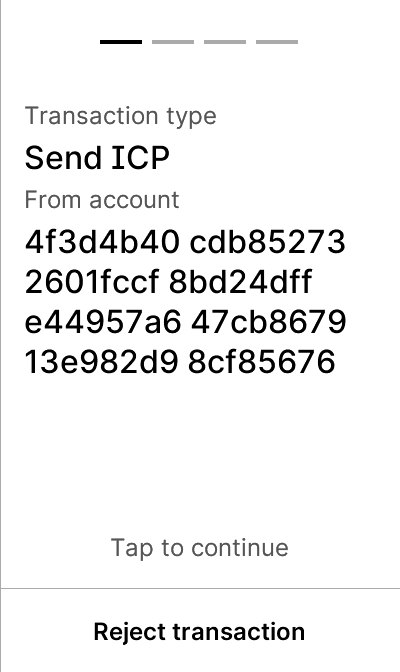 Transaction type
Send ICP
From account
4f3d4b40 cdb85273
2601fccf 8bd24dff
e44957a6 47cb8679
13e982d9 8cf85676
Tap to continue
Reject transaction